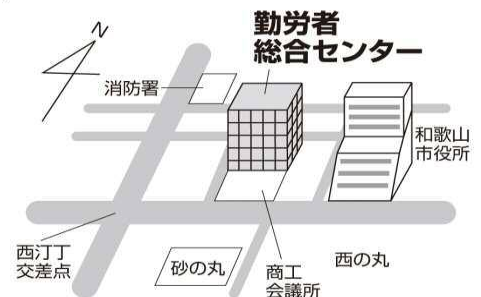 N
勤労者
総合センター
消防署
和歌山
市役所
西汀丁
交差点
砂の丸
商工
会議所
西の丸